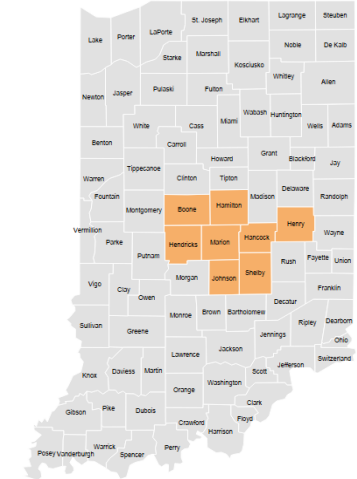 St. Joseph Elkhart Lagrange Steuben
Lake Porter LaPorte
Noble De Kalb
Starke Marshall
Kosciusko
Whitley Allen
Newton Jasper Pulaski Fulton
Wabash Huntington
Miami
White Cass Wells Adams
Benton Carroll
Grant
Howard Blackford Jay
Warren Tippecanoe
Clinton Tipton
Delaware
Fountain Madison Randolph
Montgomery Boone Hamilton
Henry
Vermillion Wayne
Parke Hendricks Marion Hancock
Putnam Rush Fayette Union
Morgan Johnson Shelby
Vigo Clay
Owen Franklin
Decatur
Monroe Brown Bartholomew
Sullivan Greene Ripley Dearborn
Jennings Ohio
Lawrence Jackson
Switzerland
Knox Daviess Martin Scott Jefferson
Orange Washington
Gibson Pike Dubois Clark
Crawford Floyd
Harrison
Posey Vanderburgh Warrick Spencer Perry